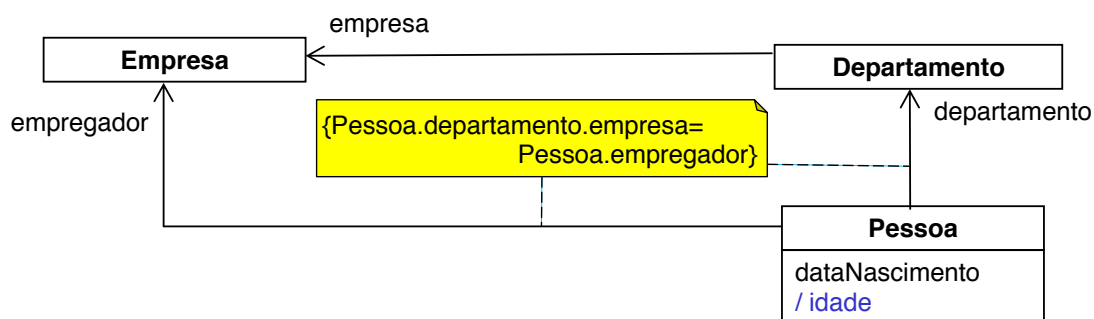 empresa
Empresa
Departamento
empregador
departamento
{Pessoa.departamento.empresa=
Pessoa.empregador}
Pessoa
dataNascimento
/ idade